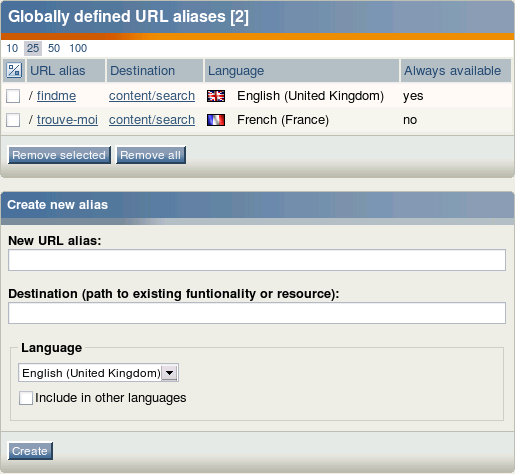 Globally defined URL aliases [2]
10 25 50 100
URL alias Destination Language Always available
/ findme content/search English (United Kingdom) yes
/ trouve-moi content/search French (France) no
Remove selected Remove all
Create new alias
New URL alias:
Destination (path to existing funtionality or resource):
Language
English (United Kingdom)
Include in other languages
Create